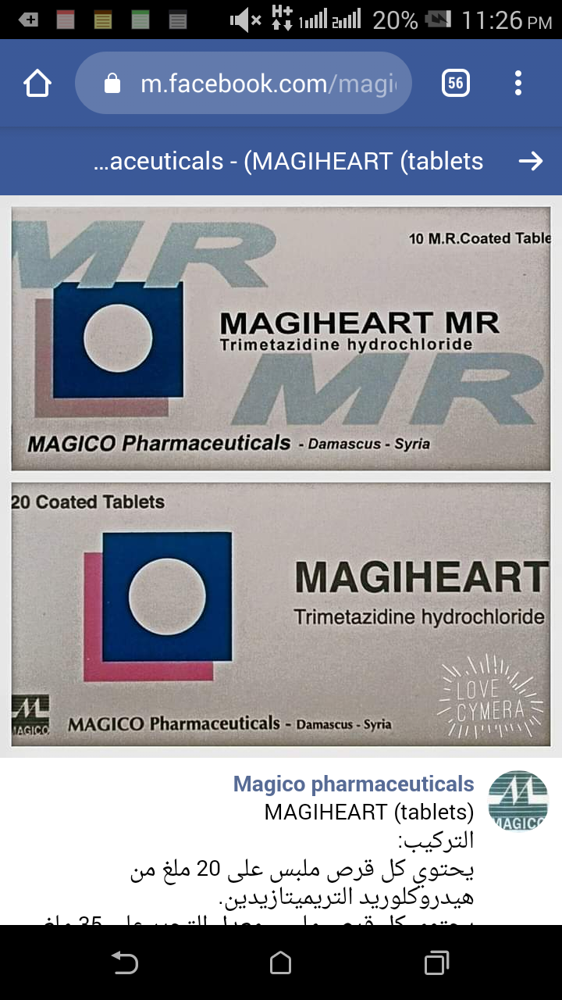 H+
1
2
20%
11:26 PM
m.facebook.com/magi
56
...aceuticals - (MAGIHEART (tablets
MR
10 M.R.Coated Table
MAGIHEART MR
Trimetazidine hydrochloride
MR
MAGICO Pharmaceuticals - Damascus - Syria
20 Coated Tablets
MAGIHEART
Trimetazidine hydrochloride
LOVE
CYMERA
MAGICO
MAGICO Pharmaceuticals - Damascus - Syria
Magico pharmaceuticals
MAGICO
MAGIHEART (tablets)
التركيب:
يحتوي كل قرص ملبس على 20 ملغ من
هيدروكلوريد التريميتازيدين.